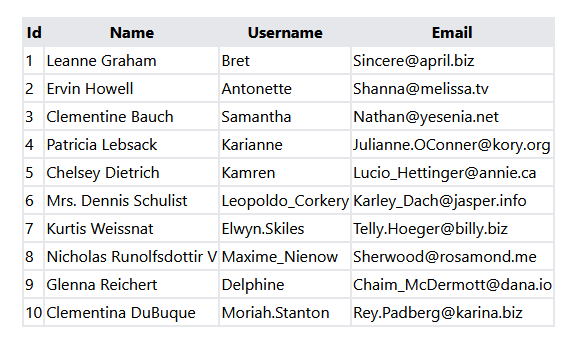 Id Name Username Email
1 Leanne Graham Bret Sincere@april.biz
2 Ervin Howell Antonette Shanna@melissa.tv
3 Clementine Bauch Samantha Nathan@yesenia.net
4 Patricia Lebsack Karianne Julianne.OConner@kory.org
5 Chelsey Dietrich Kamren Lucio_Hettinger@annie.ca
6 Mrs. Dennis Schulist Leopoldo_Corkery Karley_Dach@jasper.info
7 Kurtis Weissnat Elwyn.Skiles Telly.Hoeger@billy.biz
8 Nicholas Runolfsdottir V Maxime_Nienow Sherwood@rosamond.me
9 Glenna Reichert Delphine Chaim_McDermott@dana.io
10 Clementina DuBuque Moriah.Stanton Rey.Padberg@karina.biz